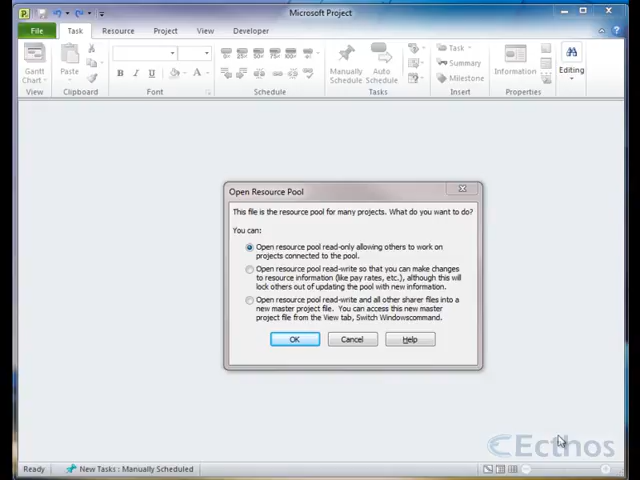 Microsoft Project
File Task Resource Project View Developer
Gantt Chart Paste Manually Schedule Auto Schedule Task Summary Milestone Information Editing
View Clipboard Font Schedule Tasks Insert Properties
Open Resource Pool
This file is the resource pool for many projects. What do you want to do?
You can:
Open resource pool read-only allowing others to work on
projects connected to the pool.
Open resource pool read-write so that you can make changes
to resource information (like pay rates, etc.), although this will
lock others out of updating the pool with new information.
Open resource pool read-write and all other sharer files into a
new master project file. You can access this new master
project file from the View tab, Switch Windowscommand.
OK Cancel Help
Ecthos
Ready New Tasks : Manually Scheduled